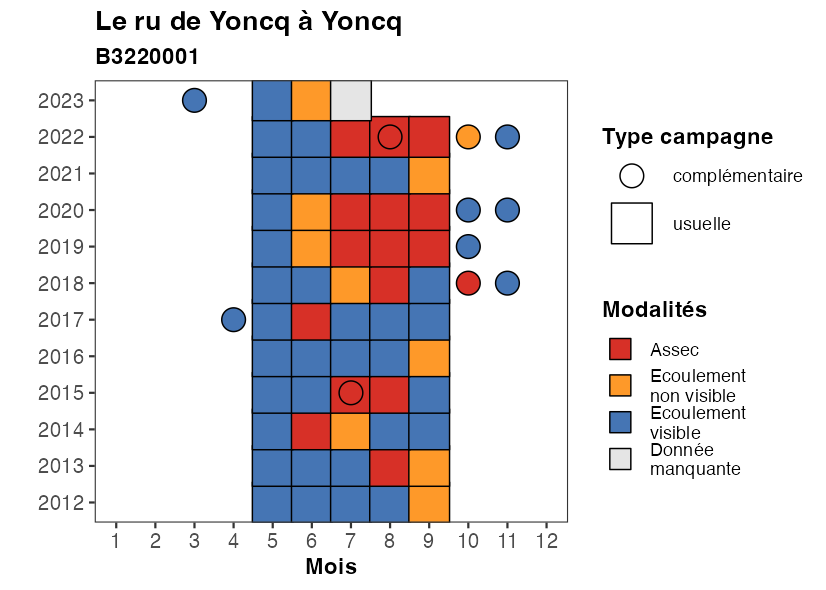 Le ru de Yoncq à Yoncq
B3220001
2023
2022
2021
2020
2019
2018
2017
2016
2015
2014
2013
2012
1 2 3 4 5 6 7 8 9 10 11 12
Mois
Type campagne
complémentaire
usuelle
Modalités
Assec
Ecoulement
non visible
Ecoulement
visible
Donnée
manquante